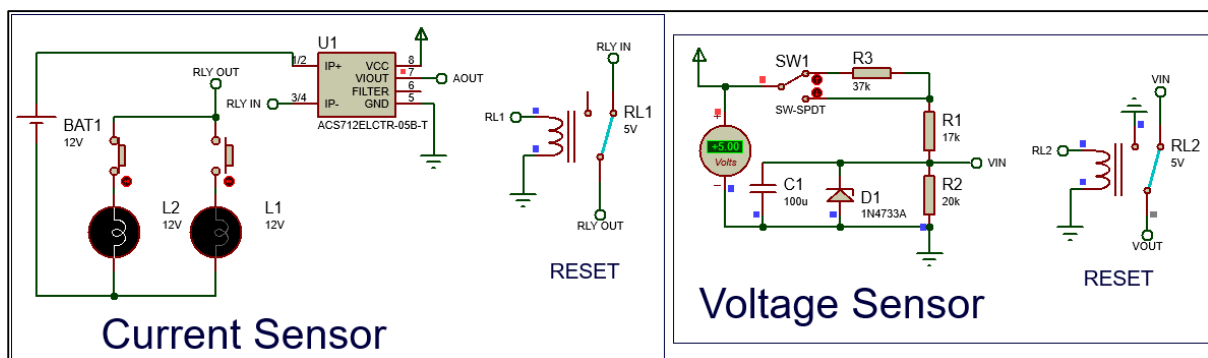 U1
1/2
IP+
VCC
8
VIOUT
7
AOUT
FILTER
6
RLY IN
3/4
IP-
GND
5
ACS712ELCTR-05B-T
RLY OUT
BAT1
12V
L2
12V
L1
12V
RLY IN
RL1
RL1
5V
RLY OUT
RESET
Current Sensor
SW1
SW-SPDT
R3
37k
R1
17k
+5.00
Volts
VIN
C1
100u
D1
1N4733A
R2
20k
VIN
RL2
RL2
5V
VOUT
RESET
Voltage Sensor